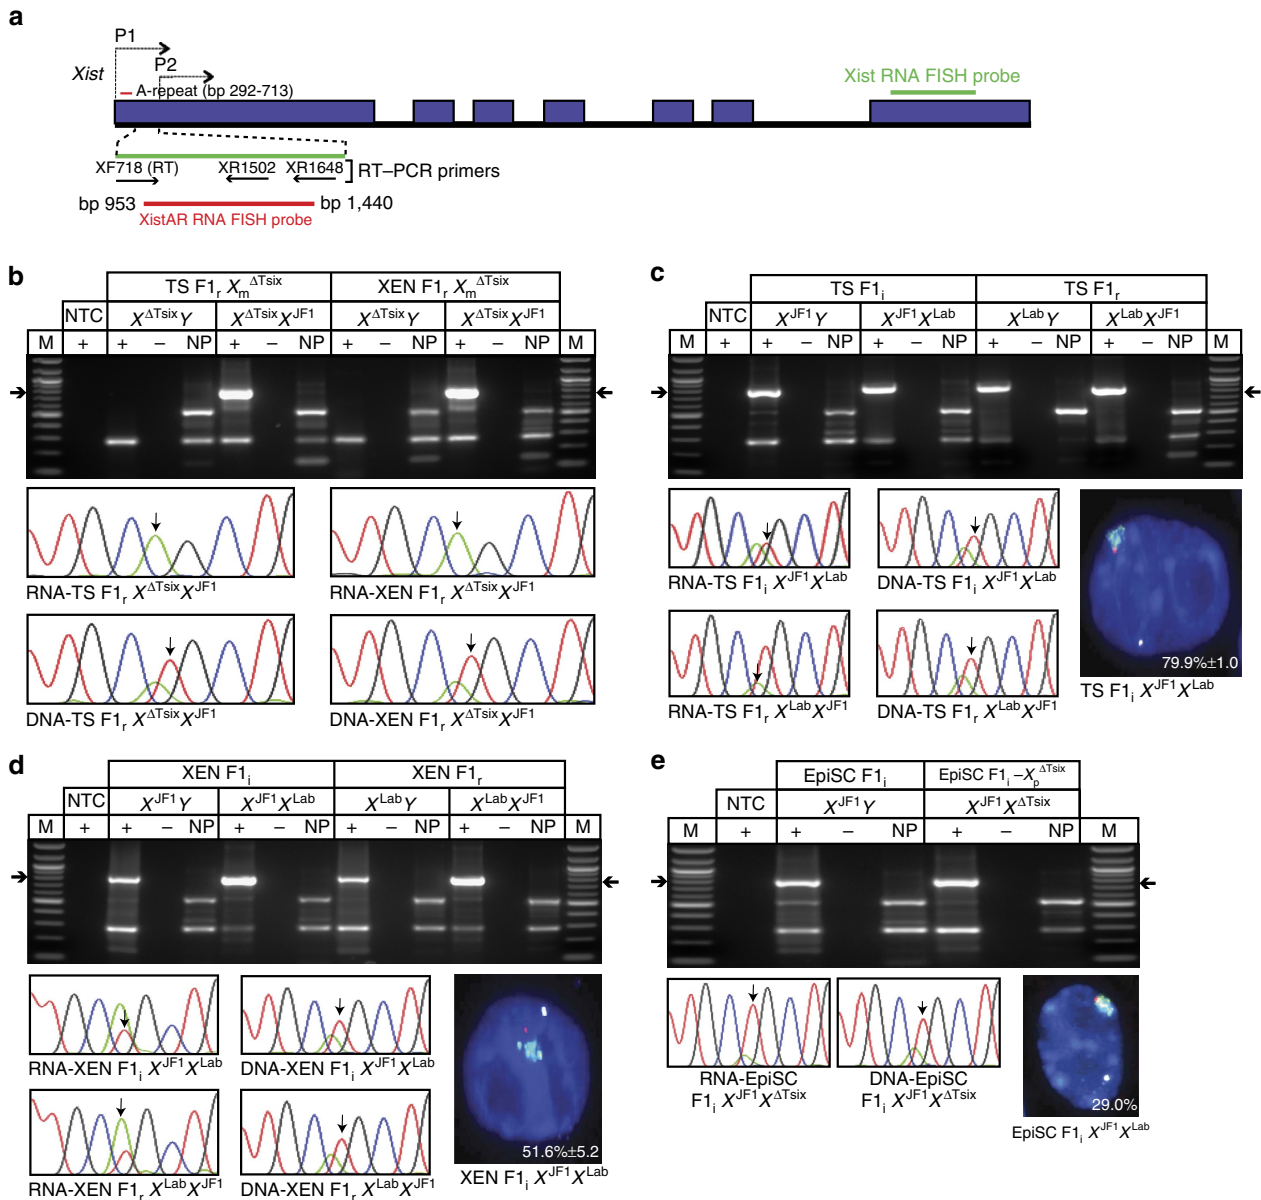 a
P1
P2
Xist
A-repeat (bp 292-713)
Xist RNA FISH probe
XF718 (RT) XR1502 XR1648 RT–PCR primers
bp 953 bp 1,440
XistAR RNA FISH probe
b
TS F1r Xm ΔTsix XEN F1r Xm ΔTsix
NTC XΔTsixY XΔTsixXJF1 XΔTsixY XΔTsixXJF1
M + + – NP + – NP + – NP + – NP M
RNA-TS F1r XΔTsixXJF1 RNA-XEN F1r XΔTsixXJF1
DNA-TS F1r XΔTsixXJF1 DNA-XEN F1r XΔTsixXJF1
c
TS F1i TS F1r
NTC XJF1Y XJF1XLab XLabY XLabXJF1
M + + – NP + – NP + – NP + – NP M
RNA-TS F1i XJF1XLab DNA-TS F1i XJF1XLab
RNA-TS F1r XLabXJF1 DNA-TS F1r XLabXJF1
79.9%±1.0
TS F1i XJF1XLab
d
XEN F1i XEN F1r
NTC XJF1Y XJF1XLab XLabY XLabXJF1
M + + – NP + – NP + – NP + – NP M
RNA-XEN F1i XJF1XLab DNA-XEN F1i XJF1XLab
RNA-XEN F1r XLabXJF1 DNA-XEN F1r XLabXJF1
51.6%±5.2
XEN F1i XJF1XLab
e
EpiSC F1i EpiSC F1i –Xp ΔTsix
NTC XJF1Y XJF1XΔTsix
M + + – NP + – NP M
RNA-EpiSC
F1i XJF1XΔTsix
DNA-EpiSC
F1i XJF1XΔTsix
29.0%
EpiSC F1i XJF1XLab